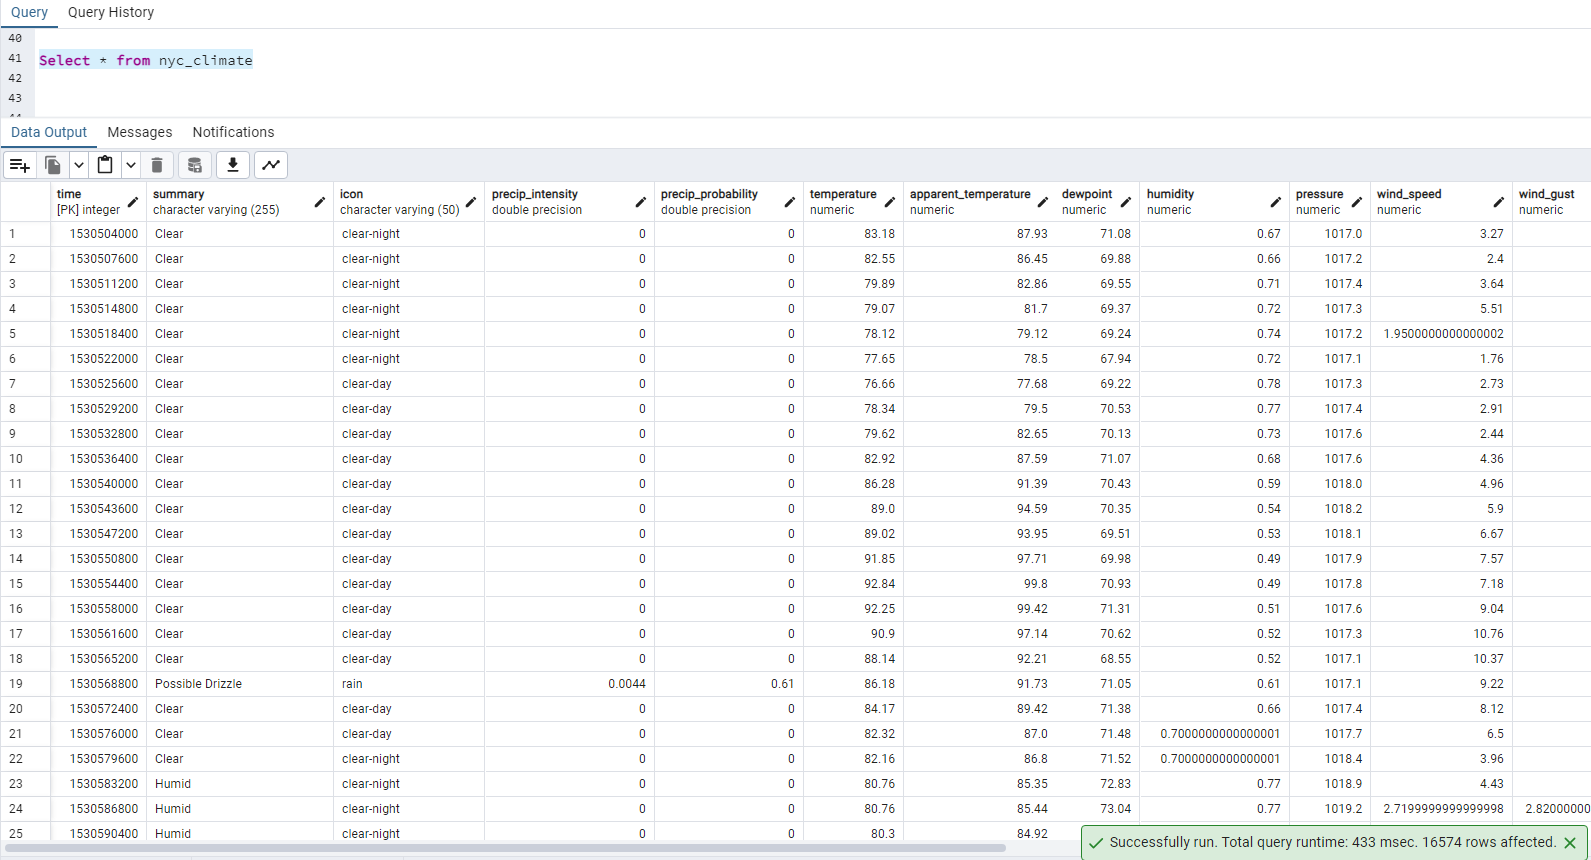 Query Query History
40
41 Select * from nyc_climate
42
43
44
Data Output Messages Notifications
time summary icon precip_intensity precip_probability temperature apparent_temperature dewpoint humidity pressure wind_speed wind_gust
[PK] integer character varying (255) character varying (50) double precision double precision numeric numeric numeric numeric numeric numeric numeric
1 1530504000 Clear clear-night 0 0 83.18 87.93 71.08 0.67 1017.0 3.27
2 1530507600 Clear clear-night 0 0 82.55 86.45 69.88 0.66 1017.2 2.4
3 1530511200 Clear clear-night 0 0 79.89 82.86 69.55 0.71 1017.4 3.64
4 1530514800 Clear clear-night 0 0 79.07 81.7 69.37 0.72 1017.3 5.51
5 1530518400 Clear clear-night 0 0 78.12 79.12 69.24 0.74 1017.2 1.9500000000000002
6 1530522000 Clear clear-night 0 0 77.65 78.5 67.94 0.72 1017.1 1.76
7 1530525600 Clear clear-day 0 0 76.66 77.68 69.22 0.78 1017.3 2.73
8 1530529200 Clear clear-day 0 0 78.34 79.5 70.53 0.77 1017.4 2.91
9 1530532800 Clear clear-day 0 0 79.62 82.65 70.13 0.73 1017.6 2.44
10 1530536400 Clear clear-day 0 0 82.92 87.59 71.07 0.68 1017.6 4.36
11 1530540000 Clear clear-day 0 0 86.28 91.39 70.43 0.59 1018.0 4.96
12 1530543600 Clear clear-day 0 0 89.0 94.59 70.35 0.54 1018.2 5.9
13 1530547200 Clear clear-day 0 0 89.02 93.95 69.51 0.53 1018.1 6.67
14 1530550800 Clear clear-day 0 0 91.85 97.71 69.98 0.49 1017.9 7.57
15 1530554400 Clear clear-day 0 0 92.84 99.8 70.93 0.49 1017.8 7.18
16 1530558000 Clear clear-day 0 0 92.25 99.42 71.31 0.51 1017.6 9.04
17 1530561600 Clear clear-day 0 0 90.9 97.14 70.62 0.52 1017.3 10.76
18 1530565200 Clear clear-day 0 0 88.14 92.21 68.55 0.52 1017.1 10.37
19 1530568800 Possible Drizzle rain 0.0044 0.61 86.18 91.73 71.05 0.61 1017.1 9.22
20 1530572400 Clear clear-day 0 0 84.17 89.42 71.38 0.66 1017.4 8.12
21 1530576000 Clear clear-day 0 0 82.32 87.0 71.48 0.7000000000000001 1017.7 6.5
22 1530579600 Clear clear-night 0 0 82.16 86.8 71.52 0.7000000000000001 1018.4 3.96
23 1530583200 Humid clear-night 0 0 80.76 85.35 72.83 0.77 1018.9 4.43
24 1530586800 Humid clear-night 0 0 80.76 85.44 73.04 0.77 1019.2 2.7199999999999998 2.82000000
25 1530590400 Humid clear-night 0 0 80.3 84.92
Successfully run. Total query runtime: 433 msec. 16574 rows affected.